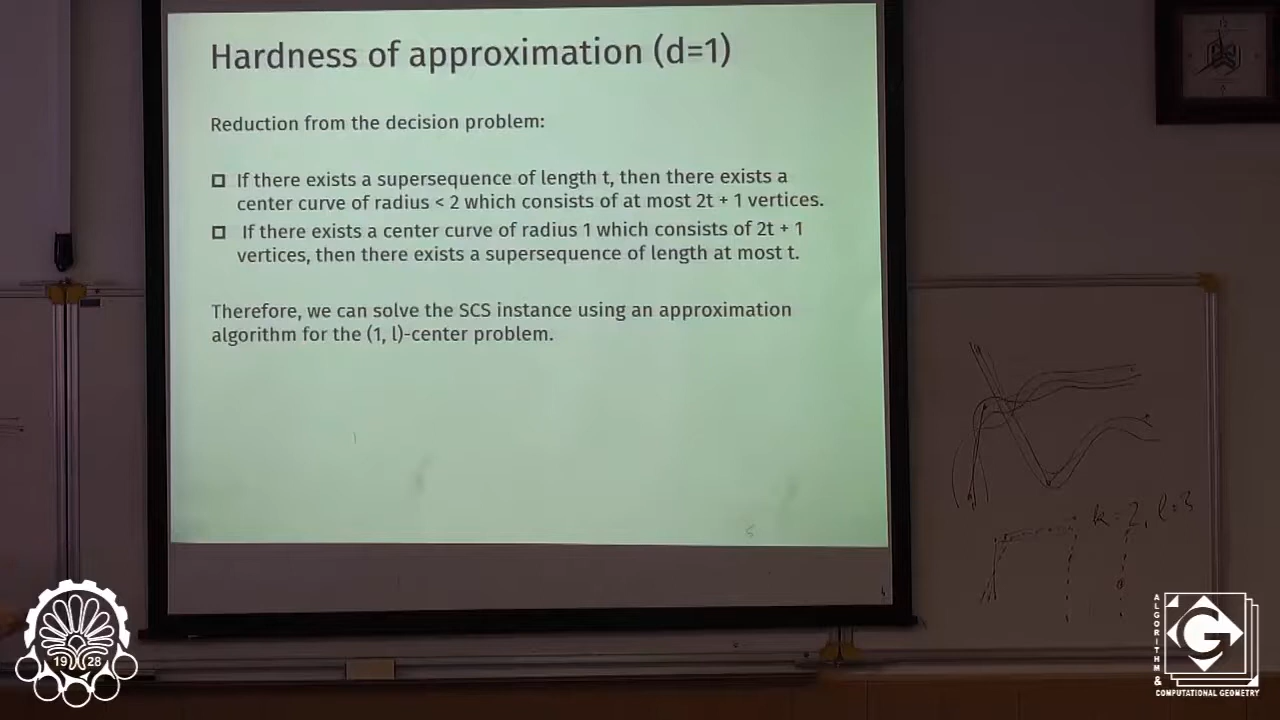 Hardness of approximation (d=1)
Reduction from the decision problem:
If there exists a supersequence of length t, then there exists a
center curve of radius < 2 which consists of at most 2t + 1 vertices.
If there exists a center curve of radius 1 which consists of 2t + 1
vertices, then there exists a supersequence of length at most t.
Therefore, we can solve the SCS instance using an approximation
algorithm for the (1, l)-center problem.
k=2, l=3
19 28
ALGORITHM
&
COMPUTATIONAL GEOMETRY
G